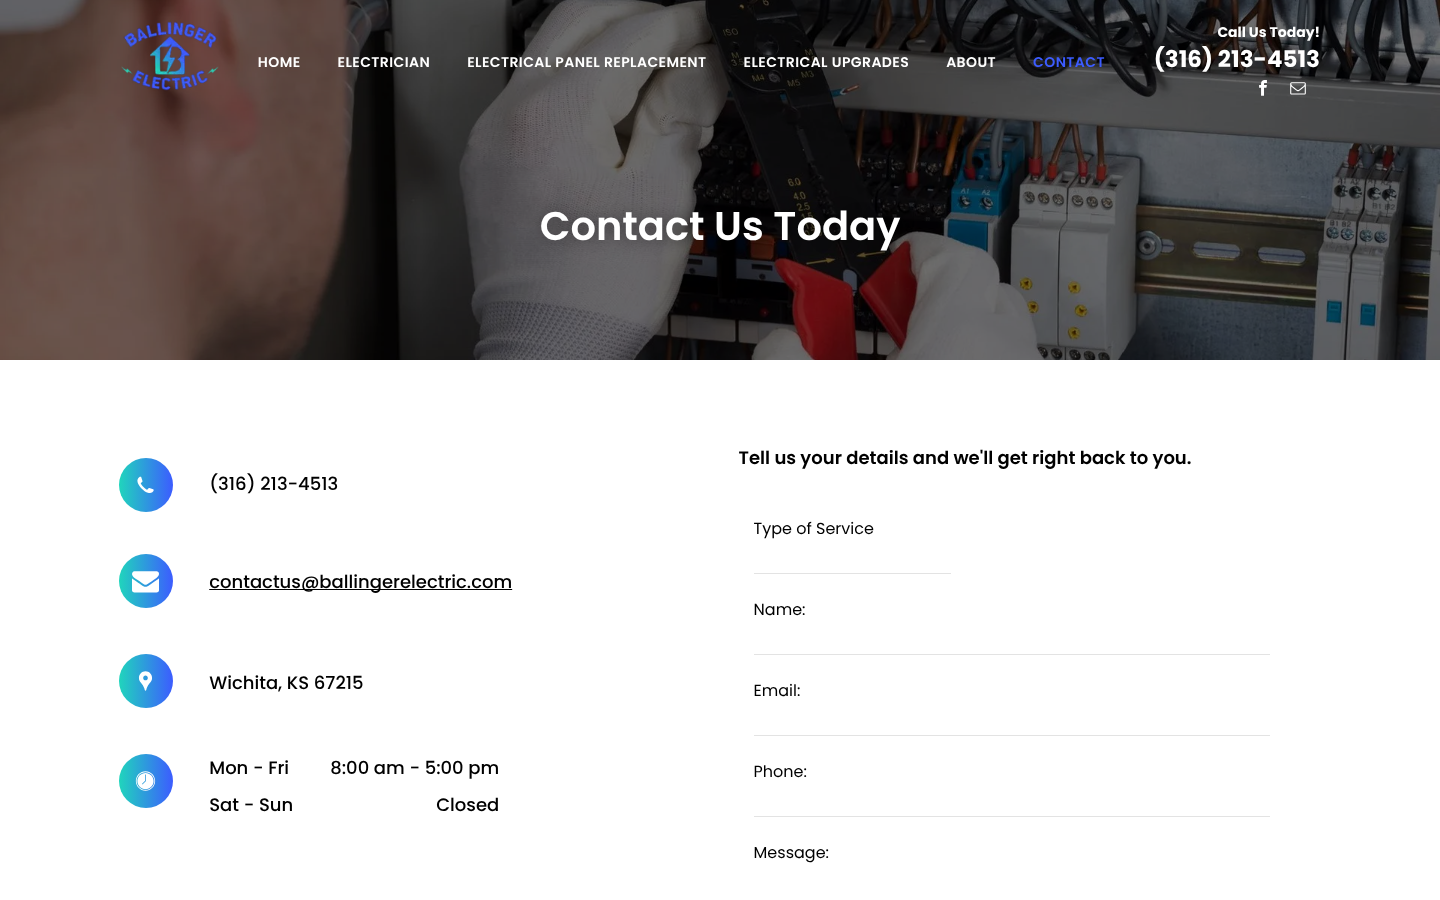 BALLINGER
ELECTRIC
HOME
ELECTRICIAN
ELECTRICAL PANEL REPLACEMENT
ELECTRICAL UPGRADES
ABOUT
CONTACT
Call Us Today!
(316) 213-4513
Contact Us Today
(316) 213-4513
contactus@ballingerelectric.com
Wichita, KS 67215
Mon - Fri 8:00 am - 5:00 pm
Sat - Sun Closed
Tell us your details and we'll get right back to you.
Type of Service
Name:
Email:
Phone:
Message: